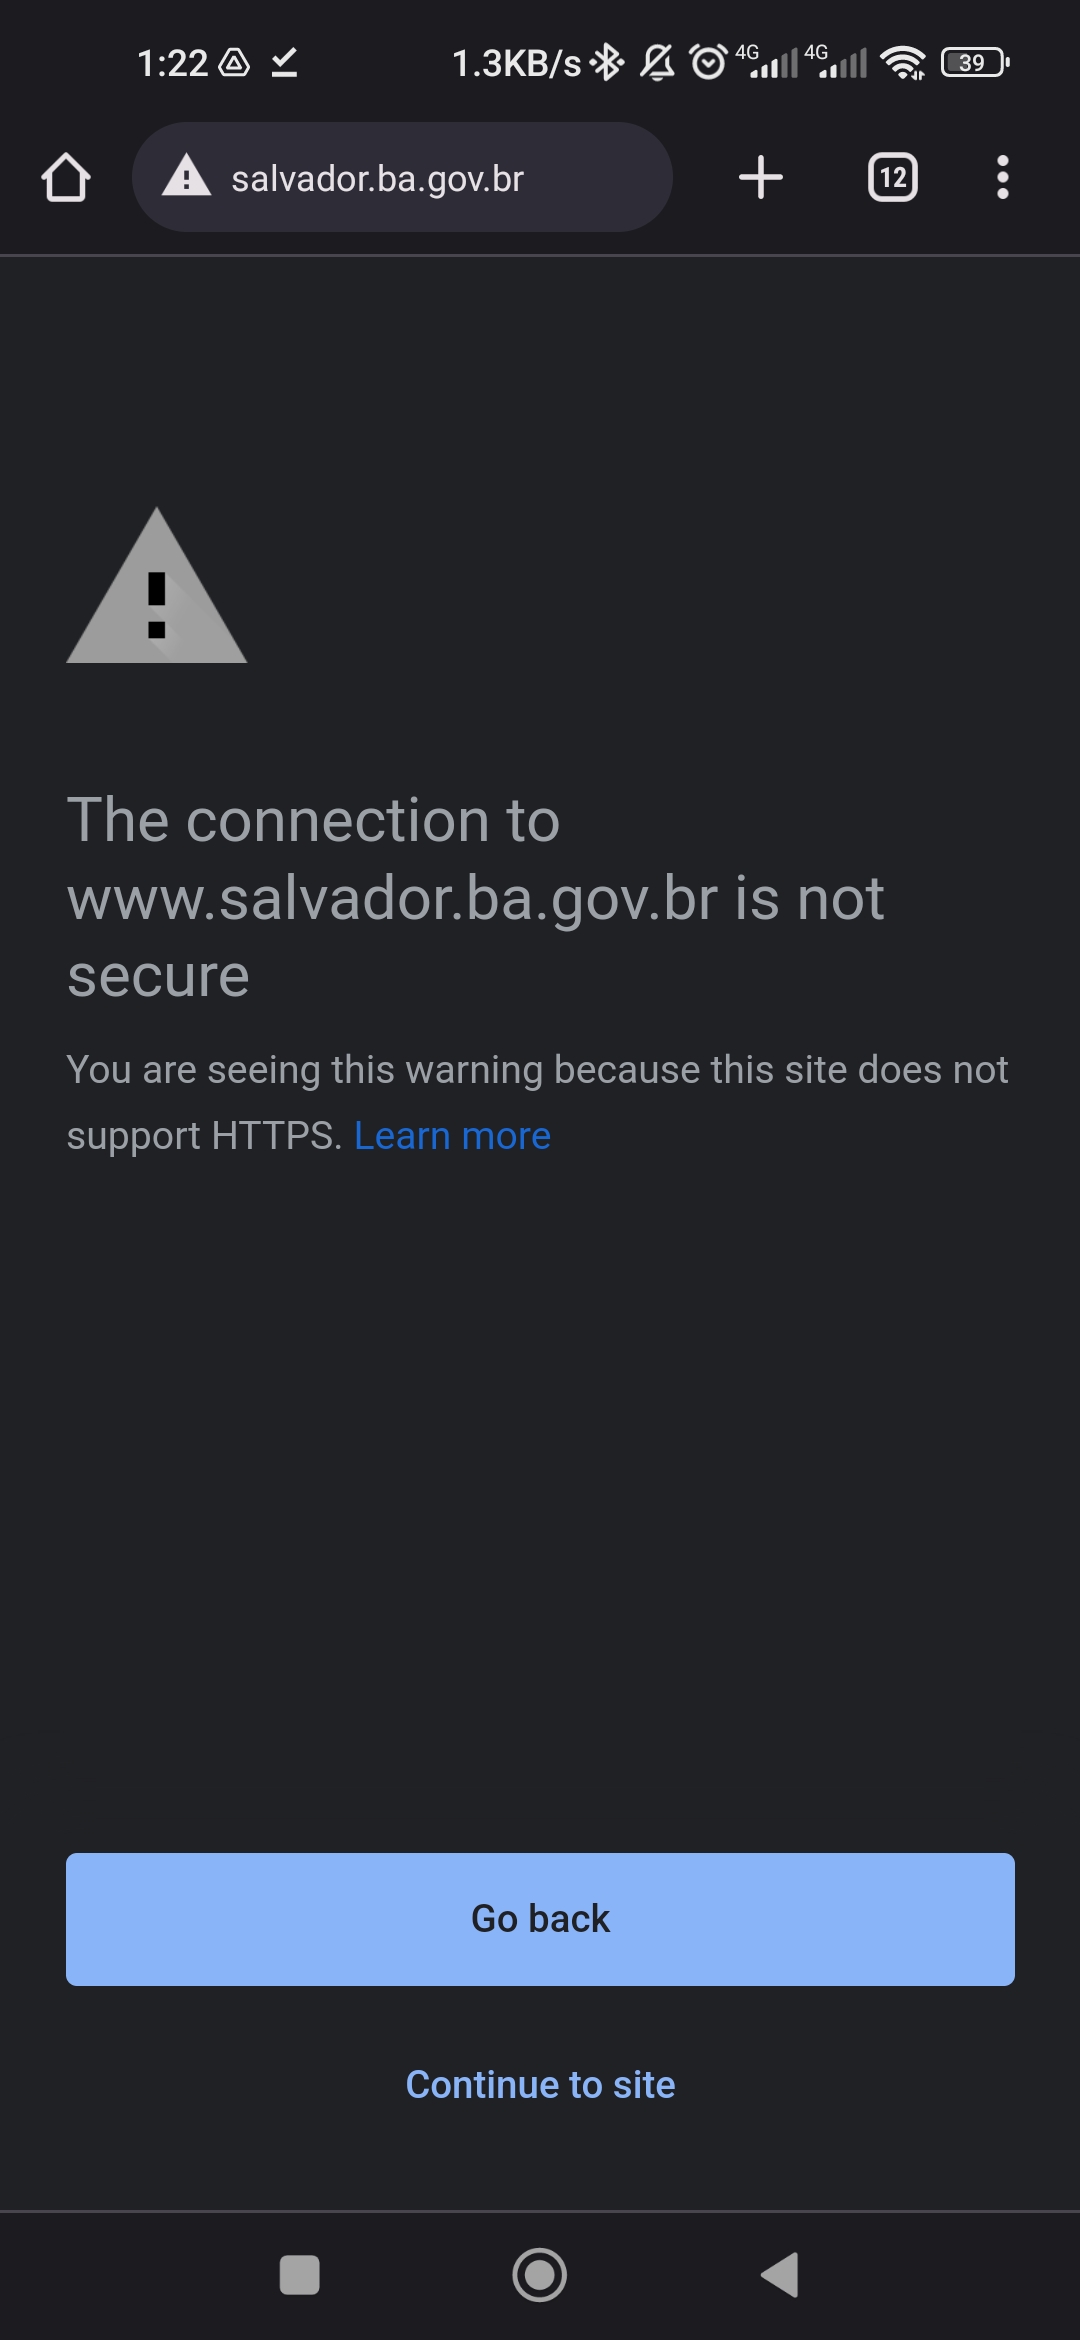 1:22 1.3KB/s 4G 4G 39
salvador.ba.gov.br 12
The connection to
www.salvador.ba.gov.br is not
secure
You are seeing this warning because this site does not
support HTTPS. Learn more
Go back
Continue to site